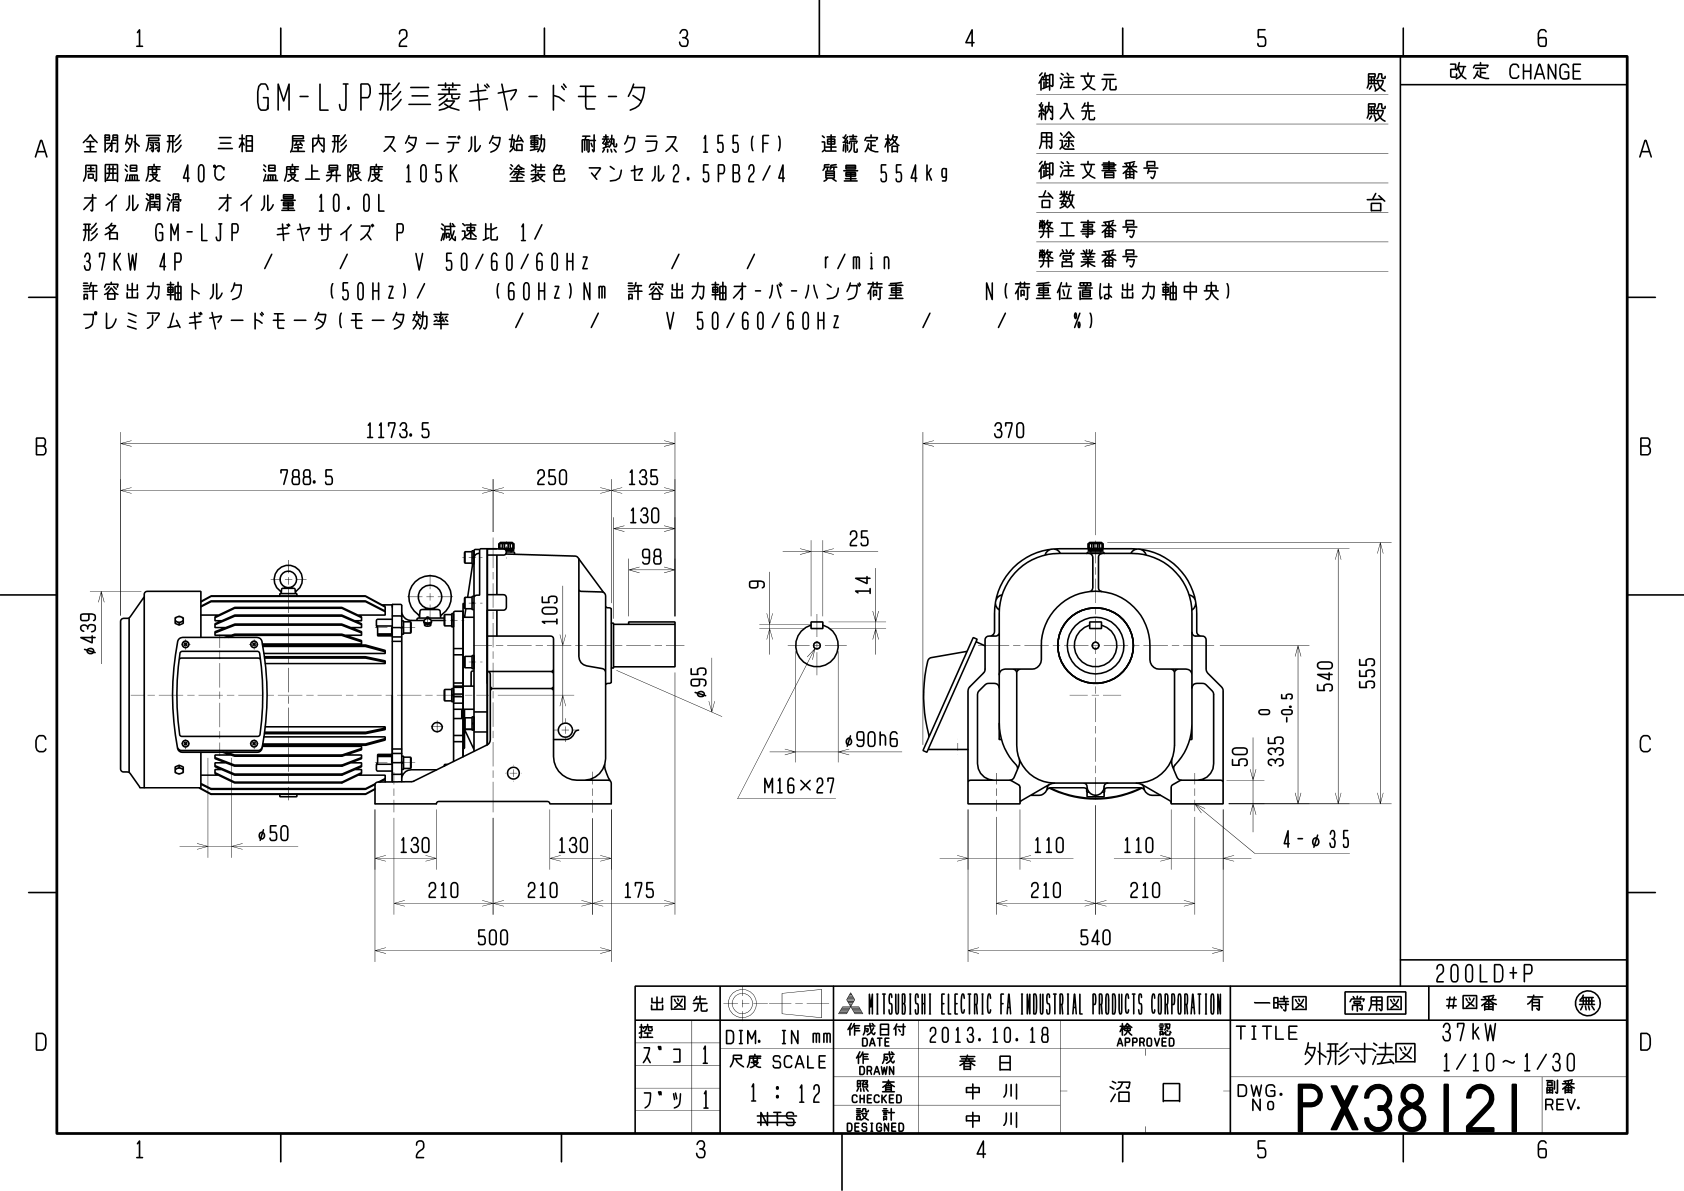 1 2 3 4 5 6
改定 CHANGE
GM-LJP形三菱ギヤードモータ
全閉外扇形 三相 屋内形 スターデルタ始動 耐熱クラス 155(F) 連続定格
周囲温度 40℃ 温度上昇限度 105K 塗装色 マンセル2.5PB2/4 質量 554kg
オイル潤滑 オイル量 10.0L
形名 GM-LJP ギヤサイズ P 減速比 1/
37KW 4P / / V 50/60/60Hz / / r/min
許容出力軸トルク (50Hz)/ (60Hz)Nm 許容出力軸オーバーハング荷重 N(荷重位置は出力軸中央)
プレミアムギヤードモータ(モータ効率 / / V 50/60/60Hz / / %)
御注文元 殿
納入先 殿
用途
御注文書番号
台数 台
弊工事番号
弊営業番号
A A
B B
C C
D D
1173.5
788.5 250 135
130
98
105
φ439
φ95
φ50
130 130
210 210 175
500
25
9
14
φ90h6
M16×27
370
540
555
0
335 -0.5
50
4-φ35
110 110
210 210
540
200LD+P
出図先
控
ズコ 1
ブツ 1
DIM. IN mm
尺度 SCALE
1 : 12
NTS
MITSUBISHI ELECTRIC FA INDUSTRIAL PRODUCTS CORPORATION
作成日付 DATE 2013.10.18
作成 DRAWN 春日
照査 CHECKED 中川
設計 DESIGNED 中川
検認 APPROVED
沼口
一時図 常用図 #図番 有 無
TITLE 37kW
外形寸法図 1/10~1/30
DWG. No PX38121 副番 REV.
1 2 3 4 5 6